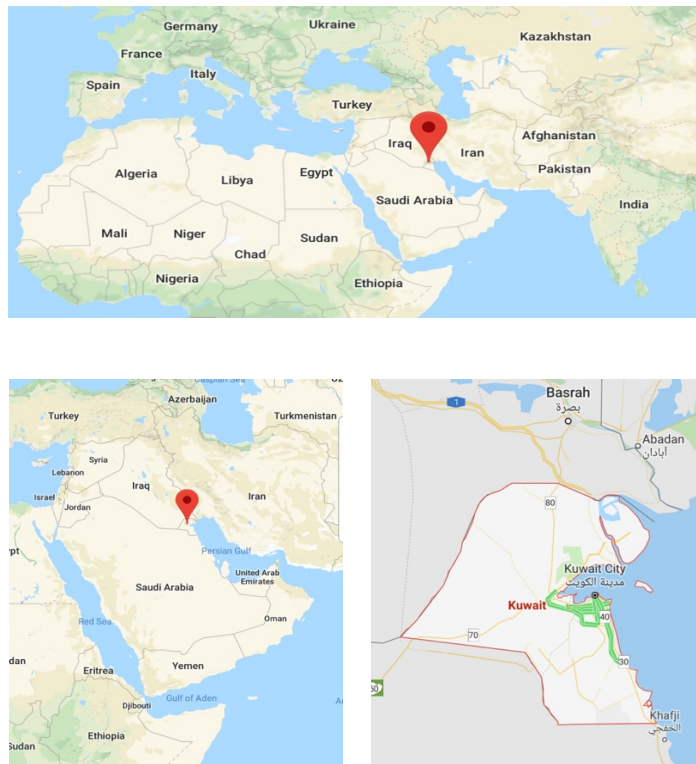 Germany
Ukraine
Kazakhstan
France
Italy
Spain
Turkey
Afghanistan
Iraq
Iran
Pakistan
Algeria
Libya
Egypt
Saudi Arabia
India
Mali
Niger
Sudan
Chad
Nigeria
Ethiopia
Caspian Sea
Azerbaijan
Turkey
Turkmenistan
Syria
Lebanon
Iraq
Iran
Israel
Jordan
Persian Gulf
United Arab
Emirates
Saudi Arabia
Oman
Red Sea
Yemen
Eritrea
Gulf of Aden
Djibouti
Ethiopia
Sudan
Basrah
بصرة
1
Abadan
آبادان
80
Kuwait City
مدينة الكويت
Kuwait
40
70
30
Khafji
الخفجي